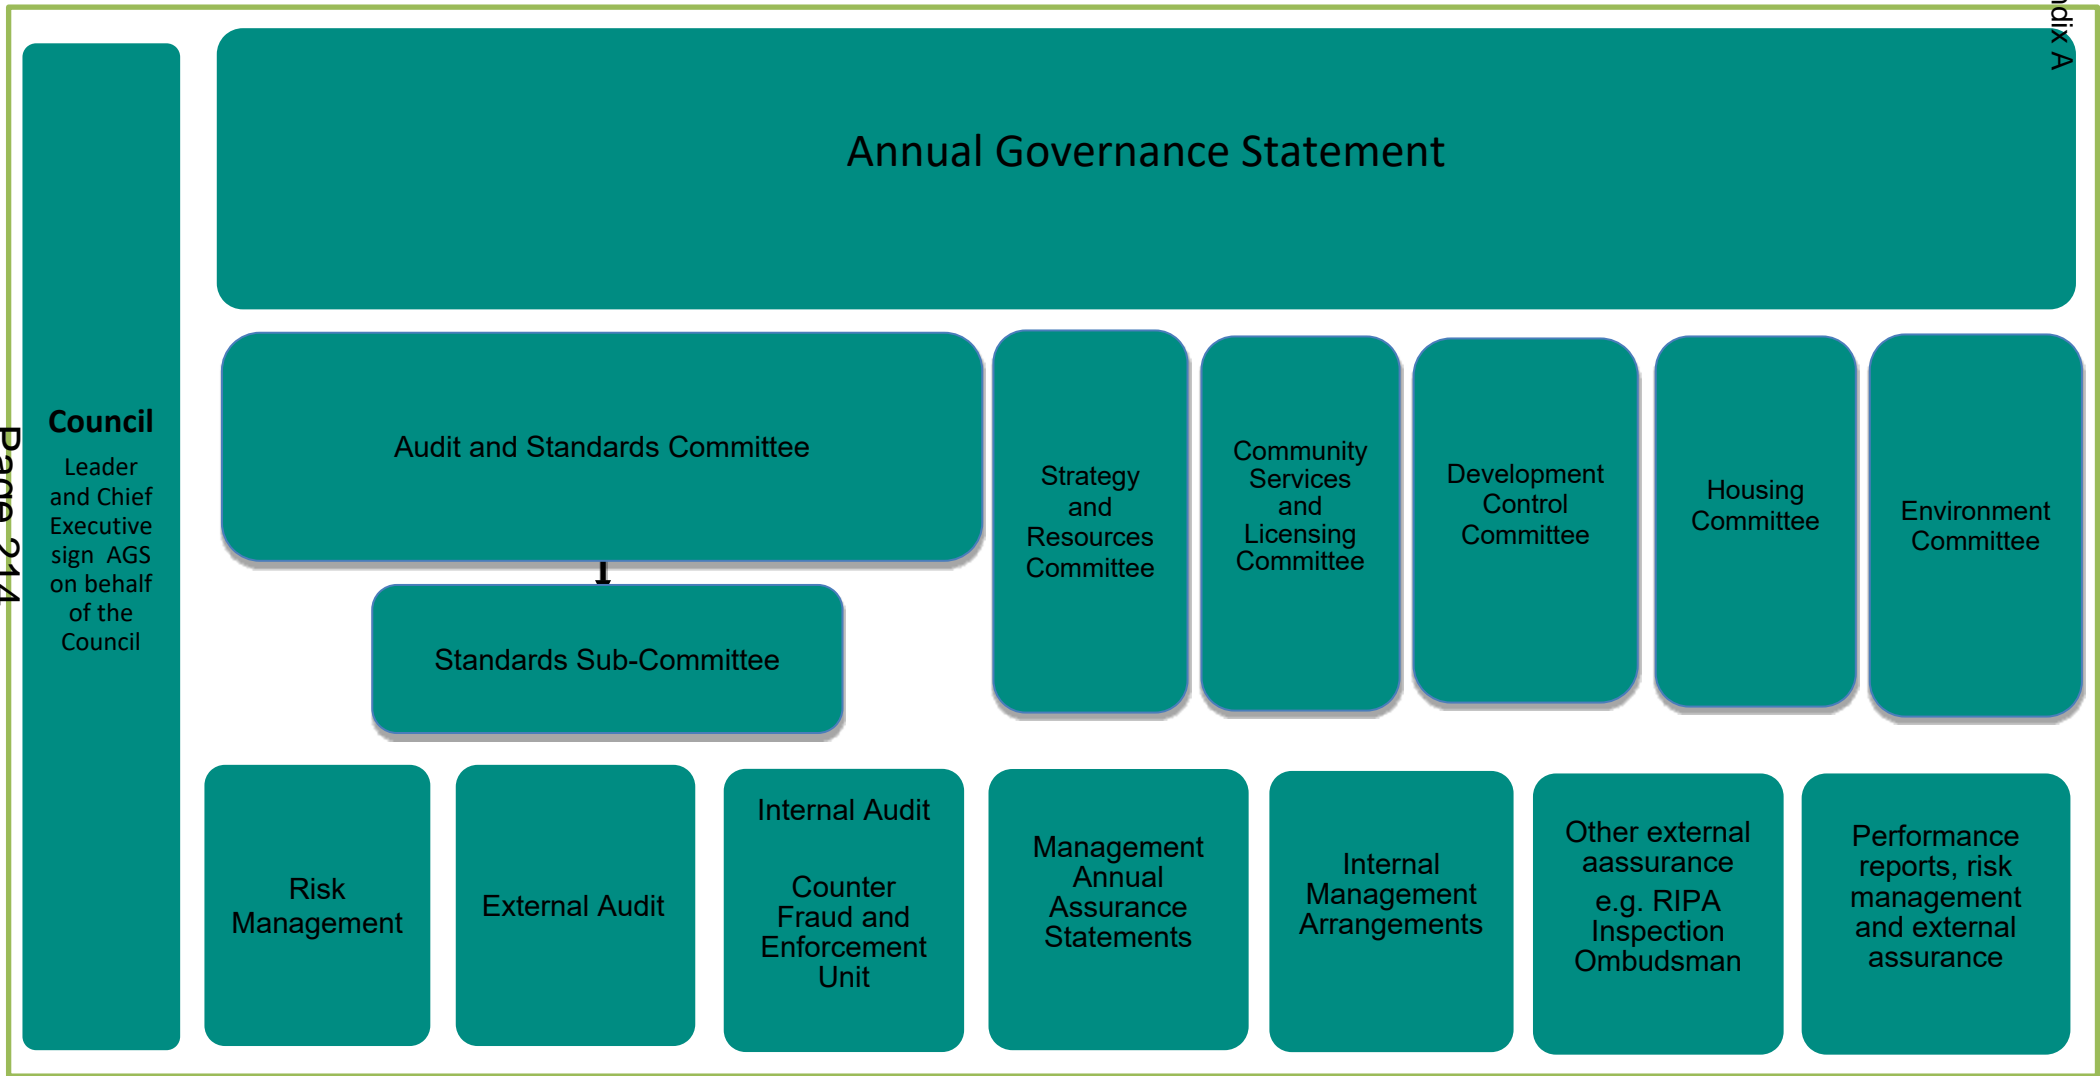 ndix A
Annual Governance Statement
Council
Leader
and Chief
Executive
sign AGS
on behalf
of the
Council
Page 214
Audit and Standards Committee
Standards Sub-Committee
Strategy
and
Resources
Committee
Community
Services
and
Licensing
Committee
Development
Control
Committee
Housing
Committee
Environment
Committee
Risk
Management
External Audit
Internal Audit
Counter
Fraud and
Enforcement
Unit
Management
Annual
Assurance
Statements
Internal
Management
Arrangements
Other external
aassurance
e.g. RIPA
Inspection
Ombudsman
Performance
reports, risk
management
and external
assurance